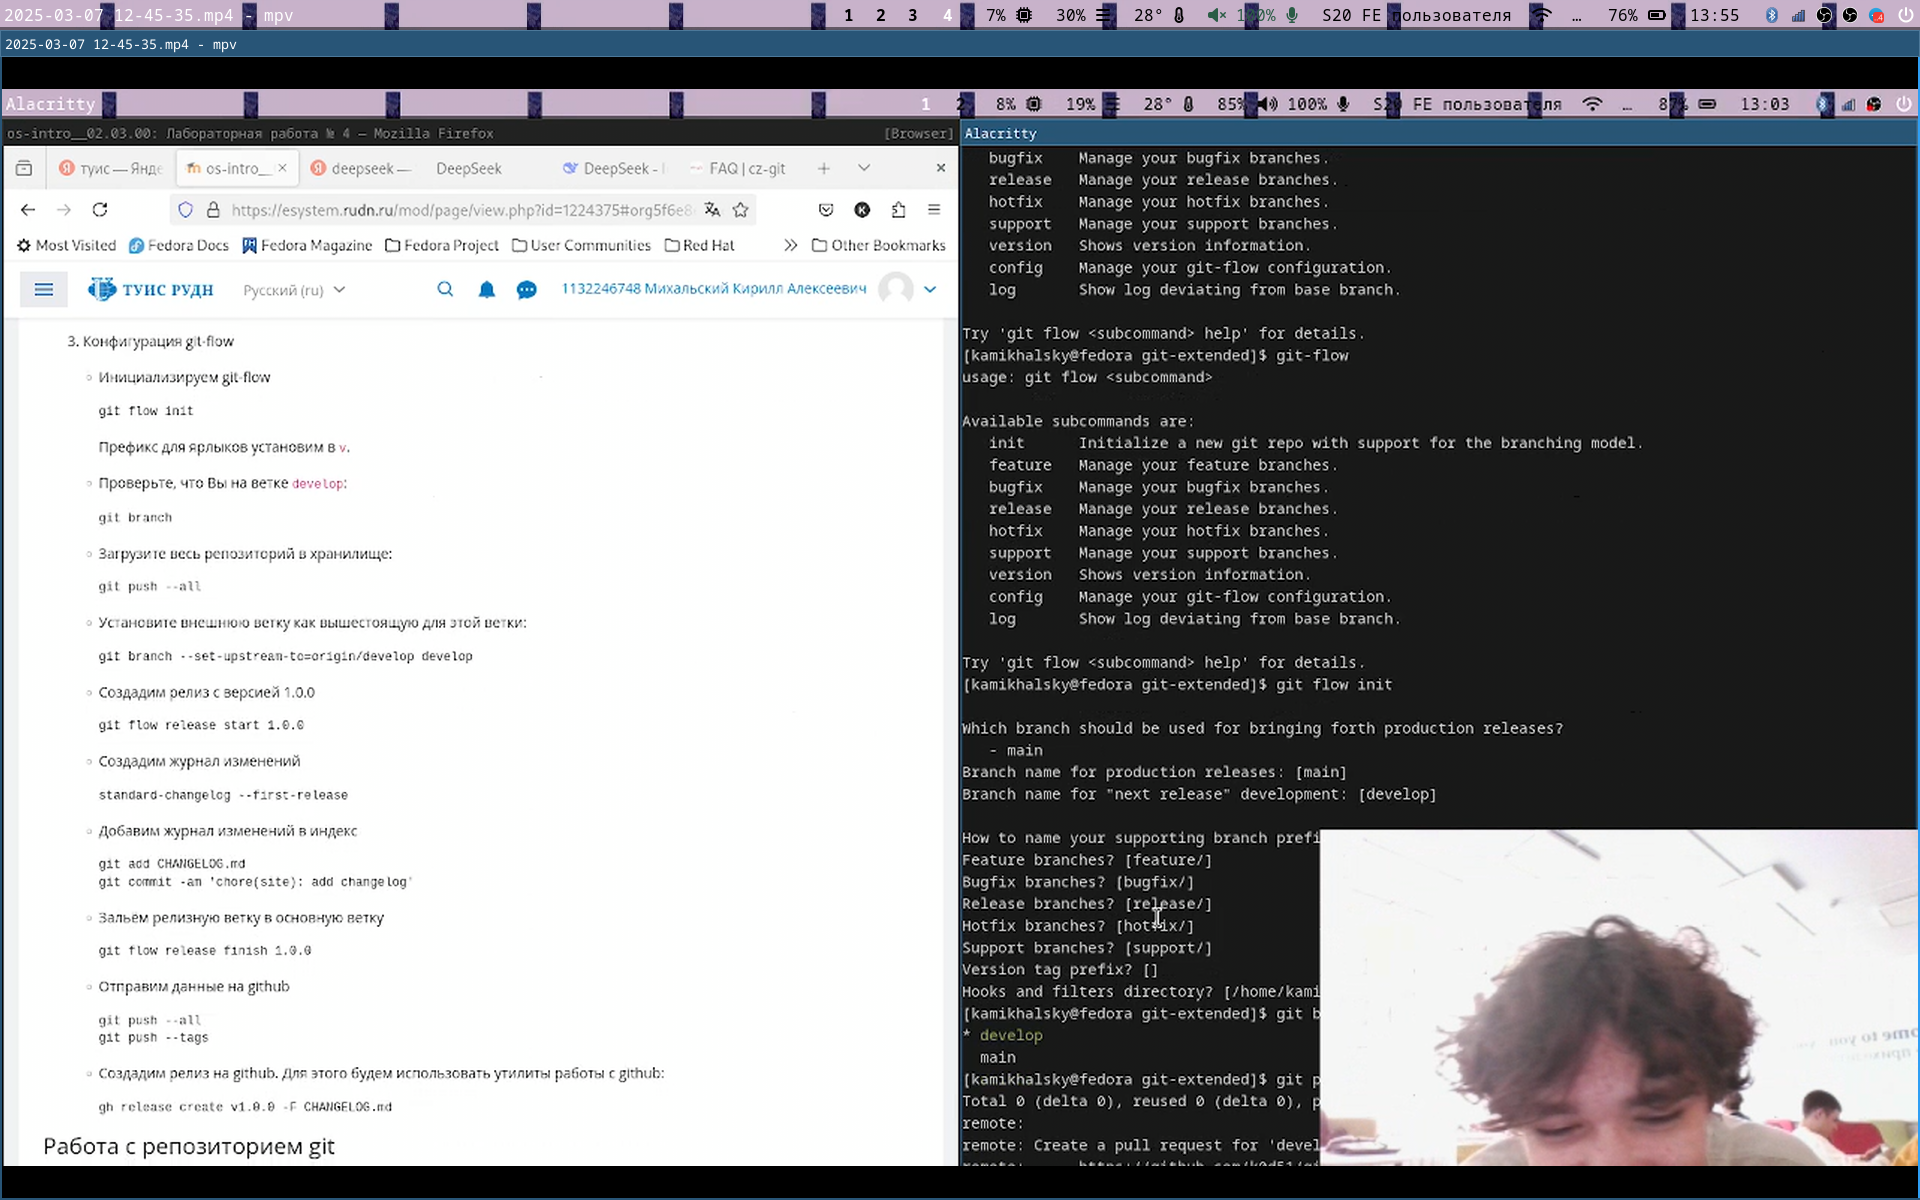 2025-03-07 12-45-35.mp4 - mpv
1 2 3 4 7% 30% 28° 100% S20 FE пользователя … 76% 13:55
2025-03-07 12-45-35.mp4 - mpv
Alacritty
1 2 8% 19% 28° 85% 100% S20 FE пользователя … 87% 13:03
os-intro__02.03.00: Лабораторная работа № 4 — Mozilla Firefox [Browser]
туис — Янде os-intro__ deepseek — DeepSeek DeepSeek - FAQ | cz-git
https://esystem.rudn.ru/mod/page/view.php?id=1224375#org5f6e8
Most Visited Fedora Docs Fedora Magazine Fedora Project User Communities Red Hat Other Bookmarks
ТУИС РУДН Русский (ru) 1132246748 Михальский Кирилл Алексеевич
3. Конфигурация git-flow
Инициализируем git-flow
git flow init
Префикс для ярлыков установим в v.
Проверьте, что Вы на ветке develop:
git branch
Загрузите весь репозиторий в хранилище:
git push --all
Установите внешнюю ветку как вышестоящую для этой ветки:
git branch --set-upstream-to=origin/develop develop
Создадим релиз с версией 1.0.0
git flow release start 1.0.0
Создадим журнал изменений
standard-changelog --first-release
Добавим журнал изменений в индекс
git add CHANGELOG.md
git commit -am 'chore(site): add changelog'
Зальём релизную ветку в основную ветку
git flow release finish 1.0.0
Отправим данные на github
git push --all
git push --tags
Создадим релиз на github. Для этого будем использовать утилиты работы с github:
gh release create v1.0.0 -F CHANGELOG.md
Работа с репозиторием git
Alacritty
bugfix Manage your bugfix branches.
release Manage your release branches.
hotfix Manage your hotfix branches.
support Manage your support branches.
version Shows version information.
config Manage your git-flow configuration.
log Show log deviating from base branch.
Try 'git flow <subcommand> help' for details.
[kamikhalsky@fedora git-extended]$ git-flow
usage: git flow <subcommand>
Available subcommands are:
init Initialize a new git repo with support for the branching model.
feature Manage your feature branches.
bugfix Manage your bugfix branches.
release Manage your release branches.
hotfix Manage your hotfix branches.
support Manage your support branches.
version Shows version information.
config Manage your git-flow configuration.
log Show log deviating from base branch.
Try 'git flow <subcommand> help' for details.
[kamikhalsky@fedora git-extended]$ git flow init
Which branch should be used for bringing forth production releases?
- main
Branch name for production releases: [main]
Branch name for "next release" development: [develop]
How to name your supporting branch prefi
Feature branches? [feature/]
Bugfix branches? [bugfix/]
Release branches? [release/]
Hotfix branches? [hotfix/]
Support branches? [support/]
Version tag prefix? []
Hooks and filters directory? [/home/kami
[kamikhalsky@fedora git-extended]$ git b
* develop
main
[kamikhalsky@fedora git-extended]$ git p
Total 0 (delta 0), reused 0 (delta 0), p
remote:
remote: Create a pull request for 'devel